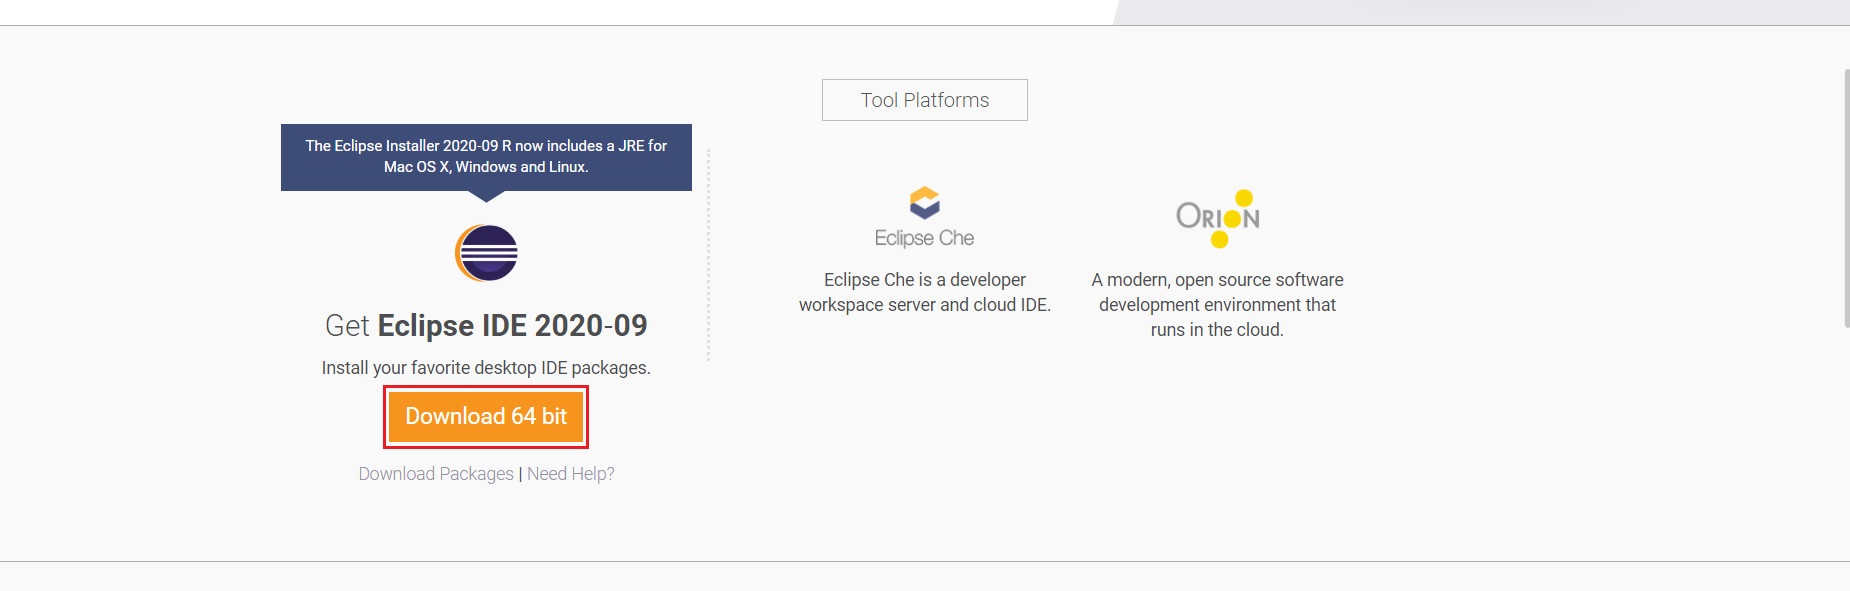 Tool Platforms
The Eclipse Installer 2020-09 R now includes a JRE for
Mac OS X, Windows and Linux.
Get Eclipse IDE 2020-09
Install your favorite desktop IDE packages.
Download 64 bit
Download Packages | Need Help?
Eclipse Che
Eclipse Che is a developer
workspace server and cloud IDE.
ORION
A modern, open source software
development environment that
runs in the cloud.